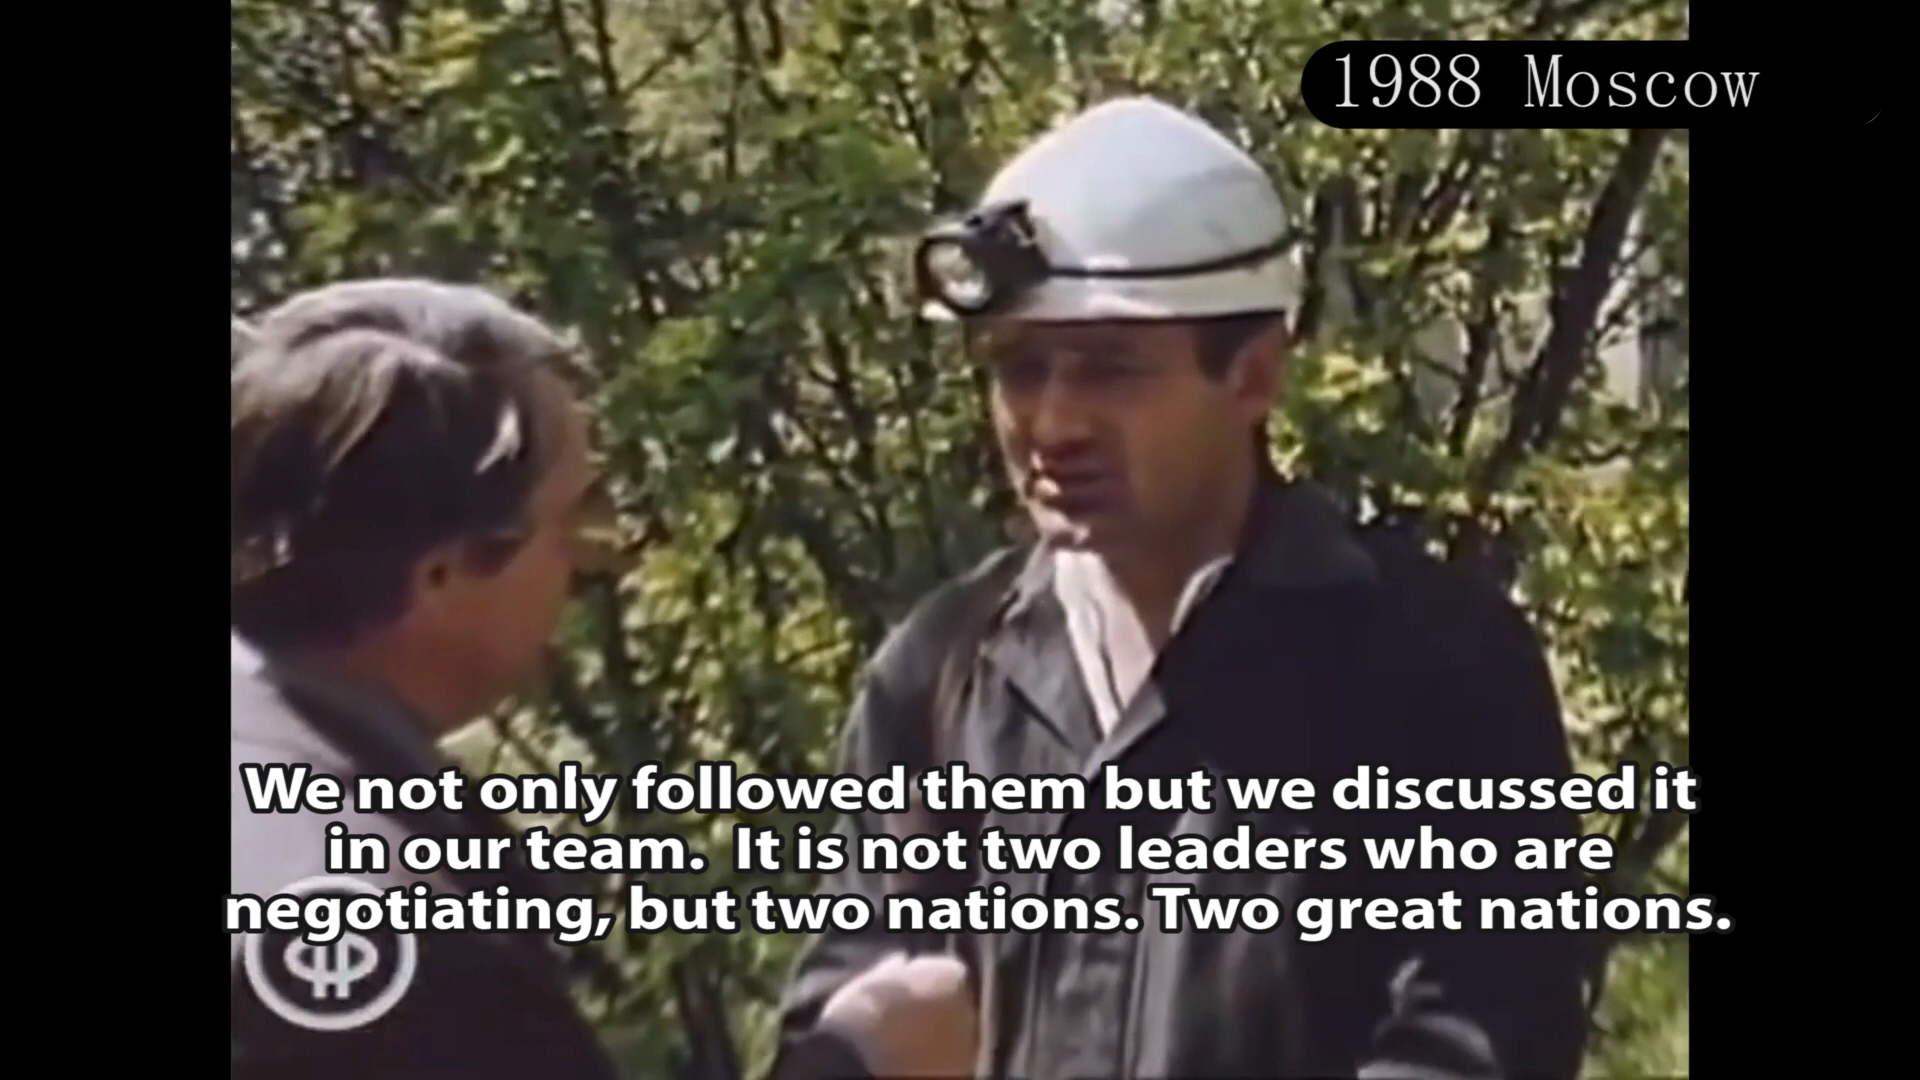 1988 Moscow
We not only followed them but we discussed it
in our team.  It is not two leaders who are
negotiating, but two nations. Two great nations.